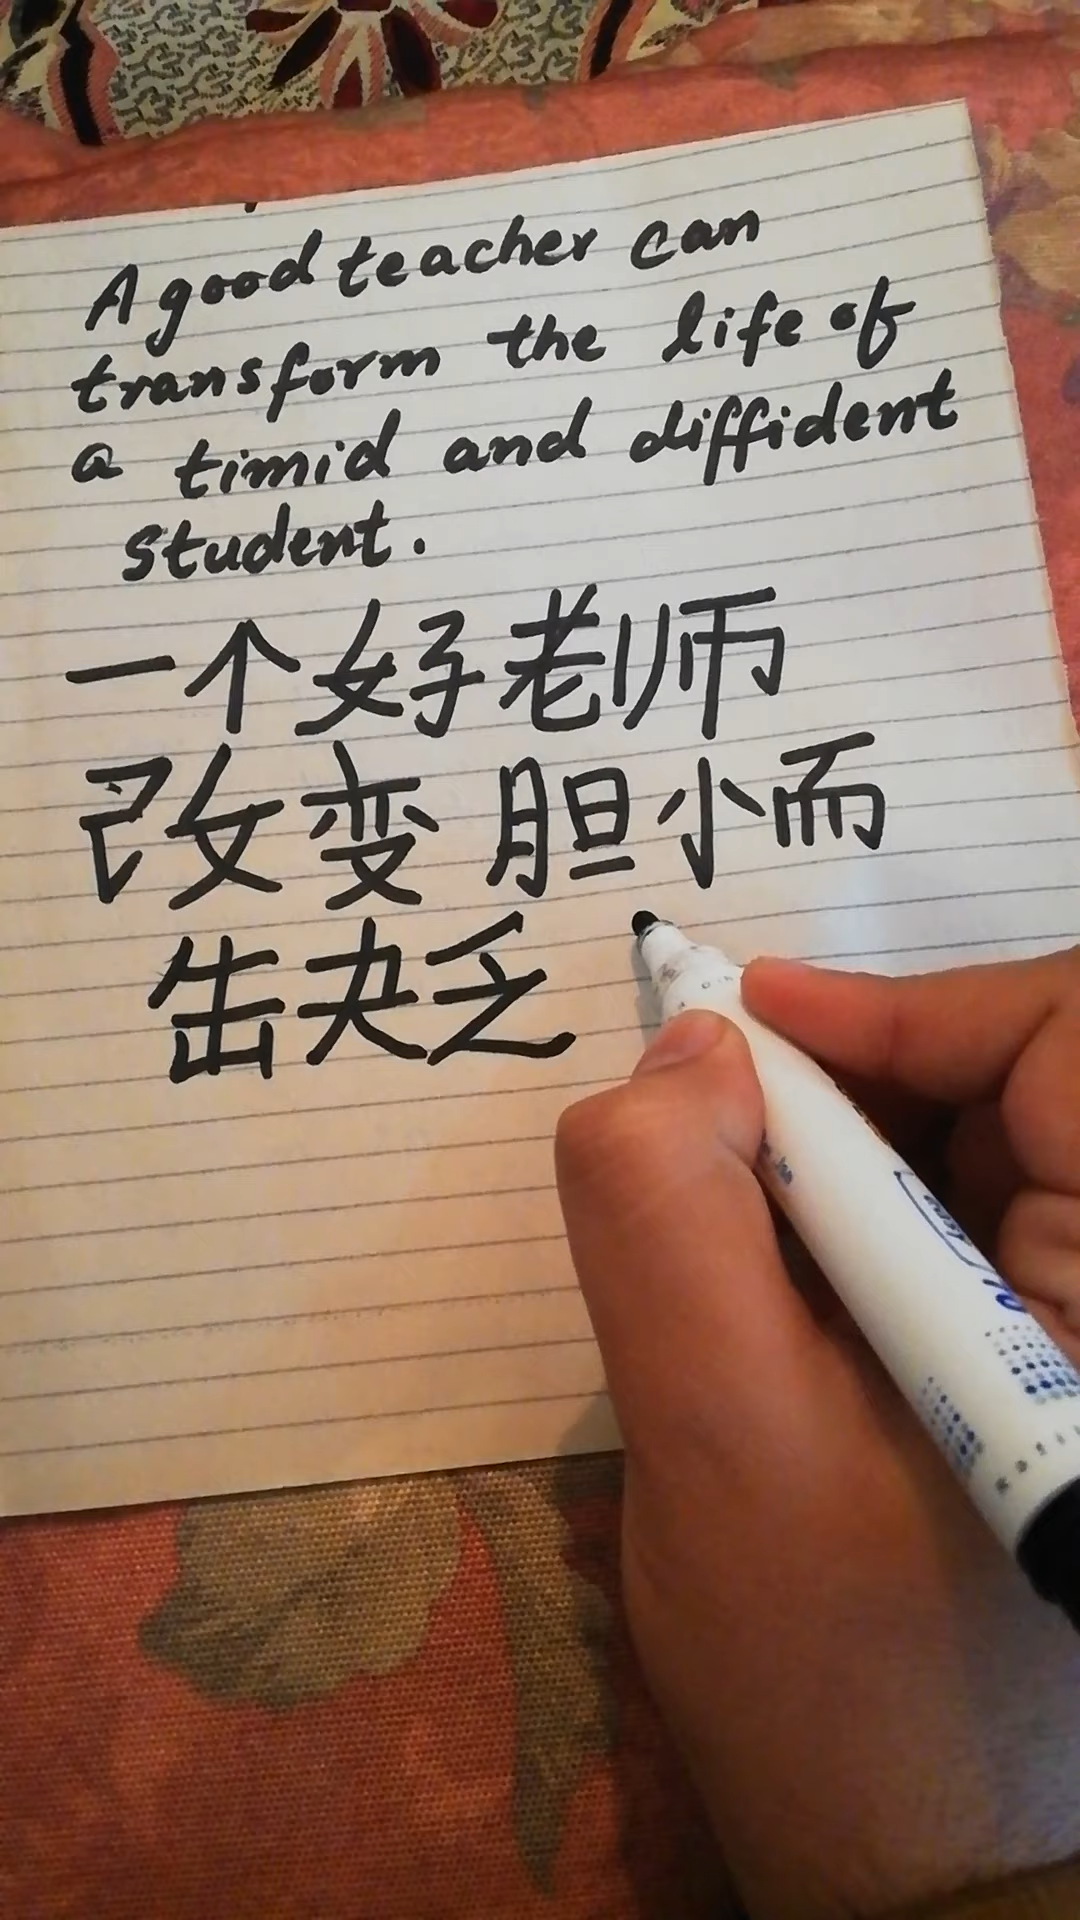 A good teacher can
transform the life of
a timid and diffident
student.
一个好老师
改变 胆小而
缺乏